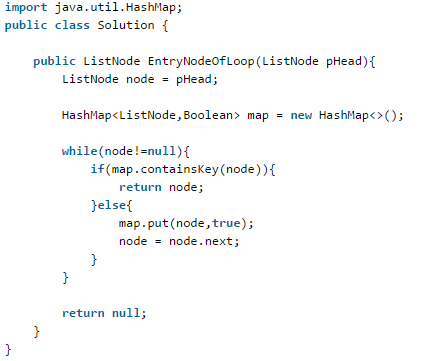 import java.util.HashMap;
public class Solution {
public ListNode EntryNodeOfLoop(ListNode pHead){
ListNode node = pHead;
HashMap<ListNode,Boolean> map = new HashMap<>();
while(node!=null){
if(map.containsKey(node)){
return node;
}else{
map.put(node,true);
node = node.next;
}
}
return null;
}
}